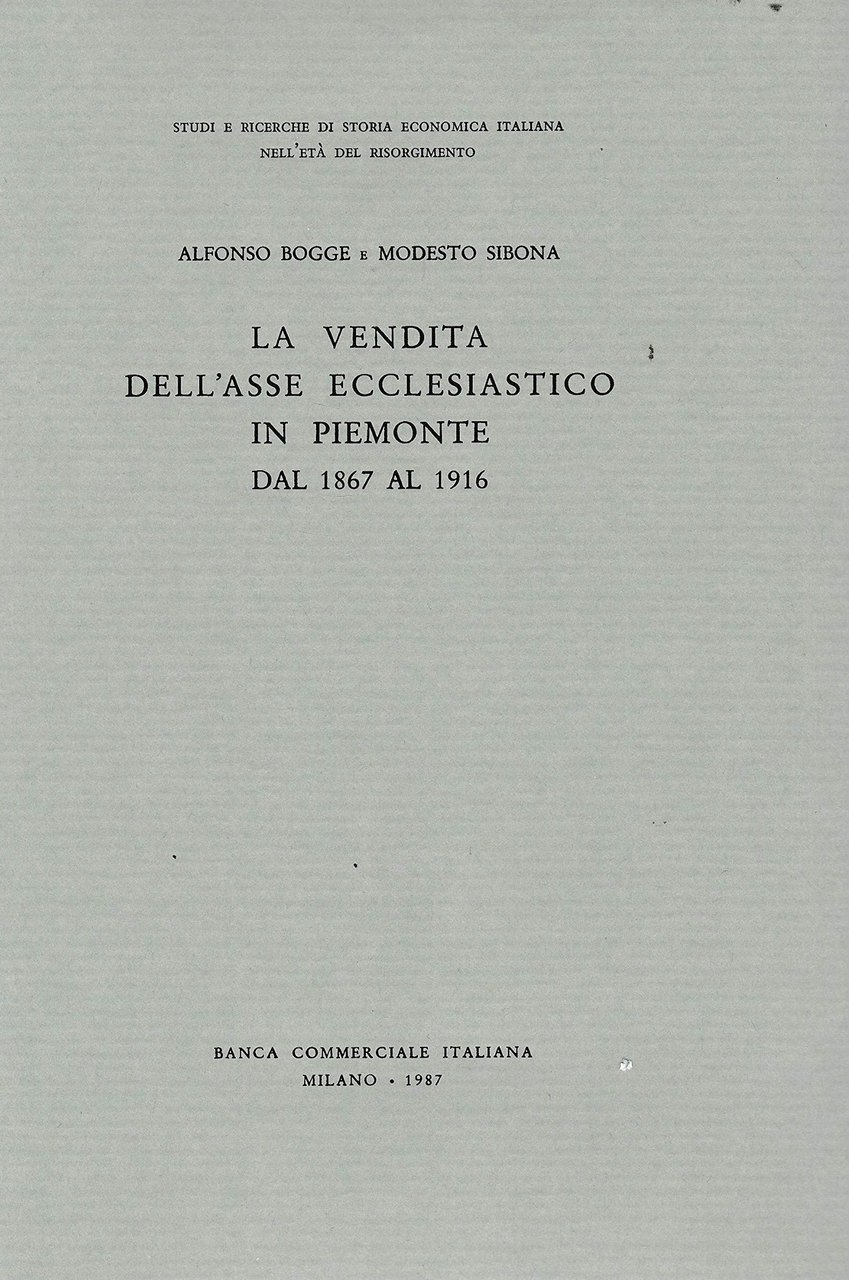 STUDI E RICERCHE DI STORIA ECONOMICA ITALIANA
NELL'ETÀ DEL RISORGIMENTO
ALFONSO BOGGE E MODESTO SIBONA
LA VENDITA
DELL'ASSE ECCLESIASTICO
IN PIEMONTE
DAL 1867 AL 1916
BANCA COMMERCIALE ITALIANA
MILANO • 1987